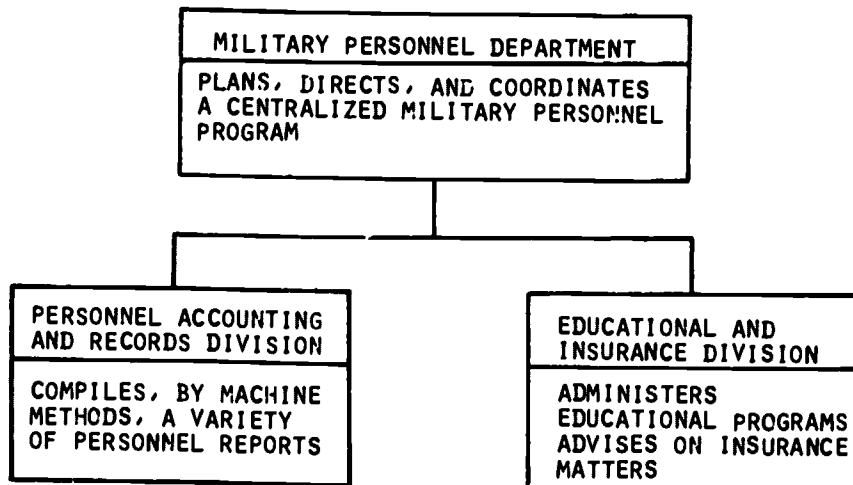 MILITARY PERSONNEL DEPARTMENT
PLANS, DIRECTS, AND COORDINATES
A CENTRALIZED MILITARY PERSONNEL
PROGRAM
PERSONNEL ACCOUNTING
AND RECORDS DIVISION
COMPILES, BY MACHINE
METHODS, A VARIETY
OF PERSONNEL REPORTS
EDUCATIONAL AND
INSURANCE DIVISION
ADMINISTERS
EDUCATIONAL PROGRAMS
ADVISES ON INSURANCE
MATTERS